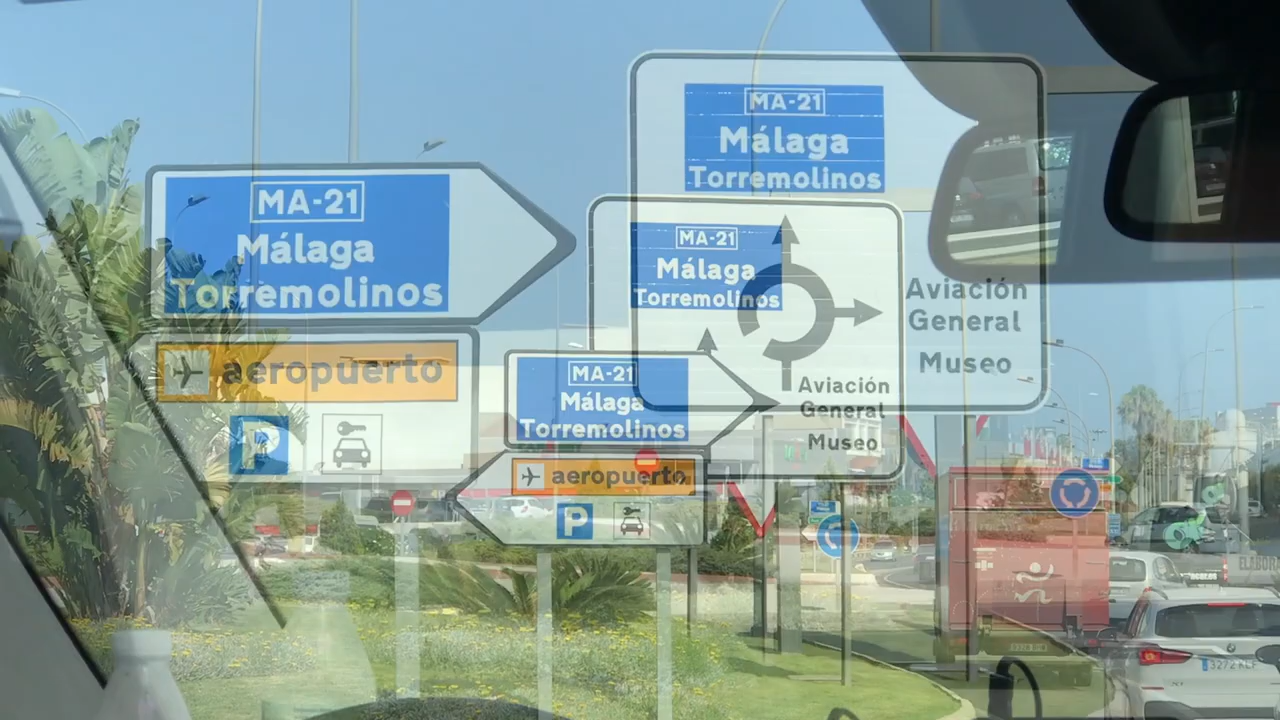 MA-21
Málaga
Torremolinos
aeropuerto
P
MA-21
Málaga
Torremolinos
Aviación
General
Museo
MA-21
Málaga
Torremolinos
Aviación
General
Museo
MA-21
Málaga
Torremolinos
aeropuerto
P